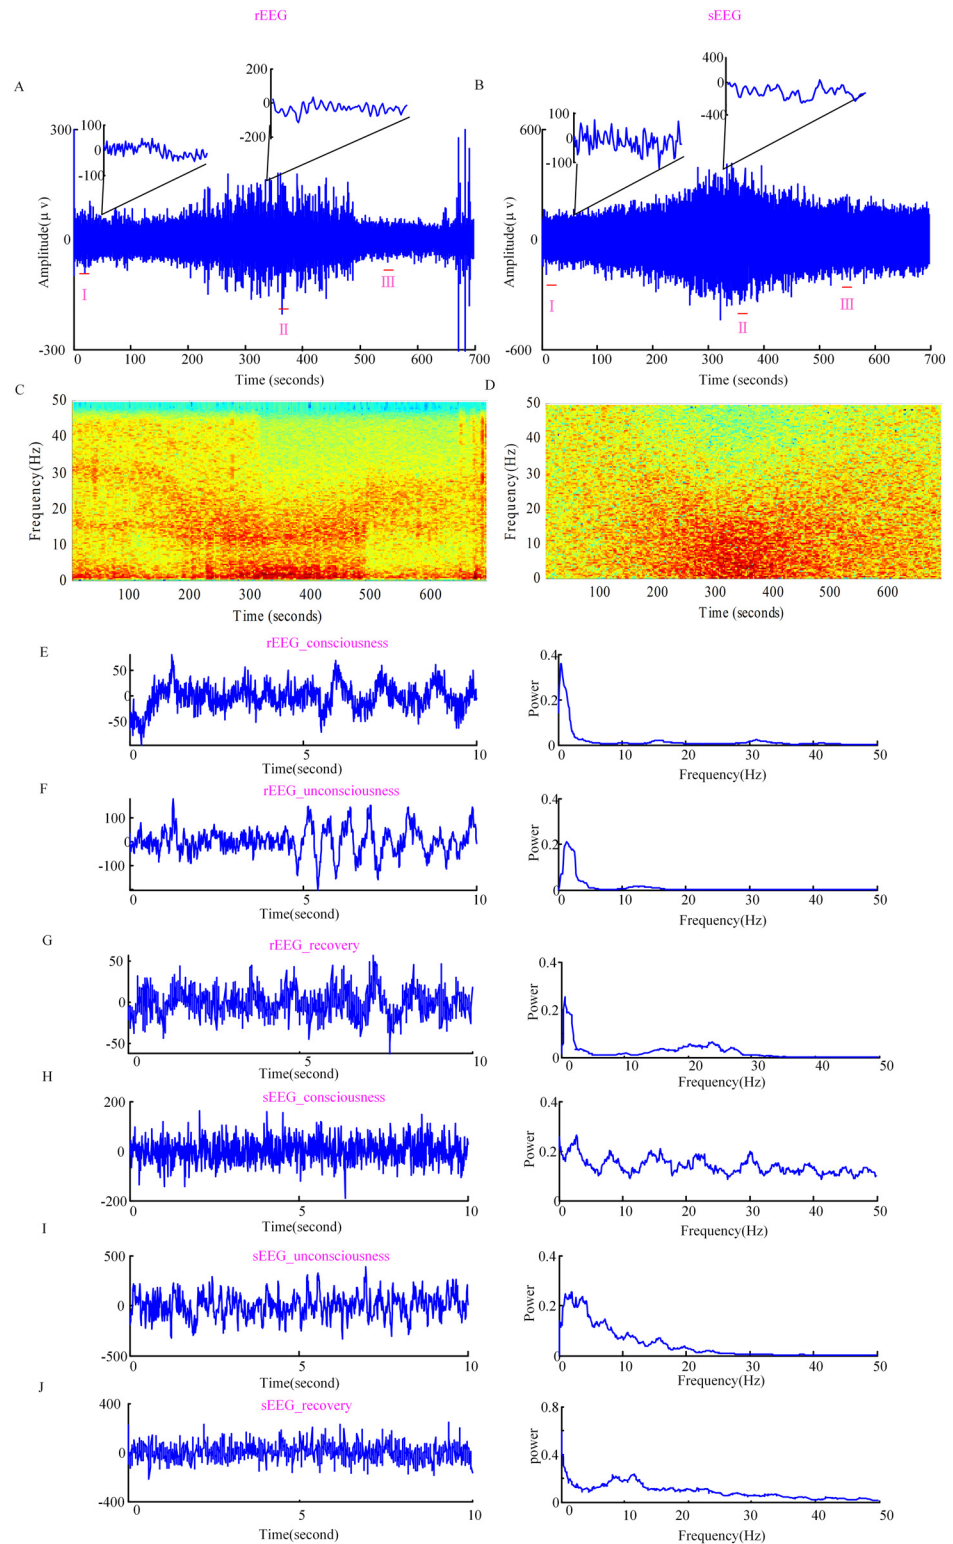 rEEG
sEEG
A
B
200
0
-200
100
0
-100
300
0
-300
Amplitude(μ v)
I
II
III
0 100 200 300 400 500 600 700
Time (seconds)
400
0
-400
100
0
-100
600
0
-600
Amplitude(μ v)
I
II
III
0 100 200 300 400 500 600 700
Time (seconds)
C
50
40
30
20
10
0
Frequency(Hz)
100 200 300 400 500 600
Time (seconds)
D
50
40
30
20
10
0
Frequency(Hz)
100 200 300 400 500 600
Time (seconds)
E
rEEG_consciousness
50
0
-50
0 5 10
Time(second)
0.4
0.2
0
Power
0 10 20 30 40 50
Frequency(Hz)
F
rEEG_unconsciousness
100
0
-100
0 5 10
Time(second)
0.4
0.2
0
Power
0 10 20 30 40 50
Frequency(Hz)
G
rEEG_recovery
50
0
-50
0 5 10
Time(second)
0.4
0.2
0
Power
0 10 20 30 40 50
Frequency(Hz)
H
sEEG_consciousness
200
0
-200
0 5 10
Time(second)
0.4
0.2
0
Power
0 10 20 30 40 50
Frequency(Hz)
I
sEEG_unconsciousness
500
0
-500
0 5 10
Time(second)
0.4
0.2
0
Power
0 10 20 30 40 50
Frequency(Hz)
J
sEEG_recovery
400
0
-400
0 5 10
Time(second)
0.8
0.4
0
power
0 10 20 30 40 50
Frequency(Hz)